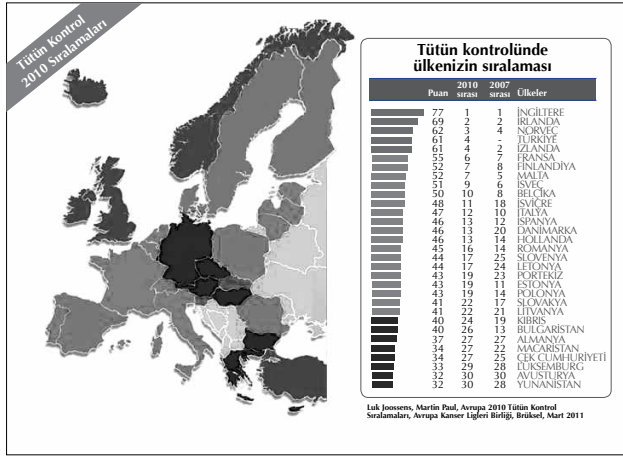 Tütün Kontrol
2010 Sıralamaları
Tütün kontrolünde
ülkenizin sıralaması
Puan 2010 sırası 2007 sırası Ülkeler
77 1 1 İNGİLTERE
69 2 2 İRLANDA
62 3 4 NORVEÇ
61 4 - TÜRKİYE
61 4 2 İZLANDA
55 6 7 FRANSA
52 7 8 FINLANDİYA
52 7 5 MALTA
51 9 6 İSVEÇ
50 10 8 BELÇİKA
48 11 18 İSVİÇRE
47 12 10 İTALYA
46 13 12 İSPANYA
46 13 20 DANİMARKA
46 13 14 HOLLANDA
45 16 14 ROMANYA
44 17 25 SLOVENYA
44 17 24 LETONYA
43 19 23 PORTEKİZ
43 19 11 ESTONYA
43 19 14 POLONYA
41 22 17 SLOVAKYA
41 22 21 LİTVANYA
40 24 19 KIBRIS
40 26 13 BULGARİSTAN
37 27 27 ALMANYA
34 27 22 MACARİSTAN
34 27 25 ÇEK CUMHURİYETİ
33 29 28 LÜKSEMBURG
32 30 30 AVUSTURYA
32 30 28 YUNANİSTAN
Luk Joossens, Martin Paul, Avrupa 2010 Tütün Kontrol
Sıralamaları, Avrupa Kanser Ligleri Birliği, Brüksel, Mart 2011